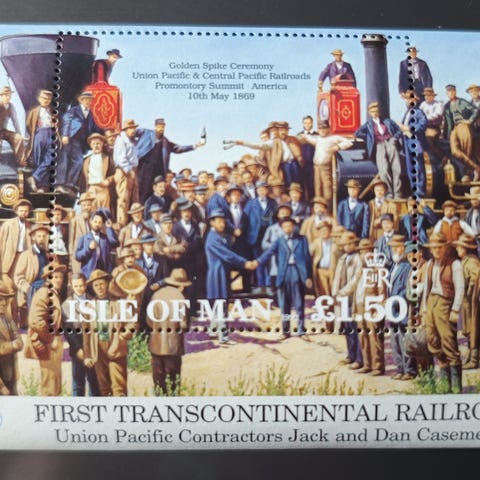 Golden Spike Ceremony
Union Pacific & Central Pacific Railroads
Promontory Summit · America
10th May 1869
ISLE OF MAN £1.50
EIIR
FIRST TRANSCONTINENTAL RAILRO
Union Pacific Contractors Jack and Dan Caseme